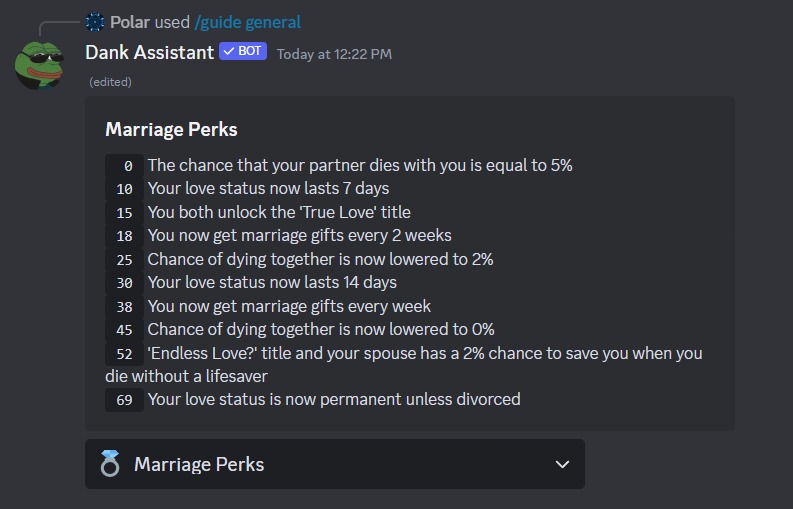 Polar used /guide general
Dank Assistant ✓ BOT Today at 12:22 PM
(edited)
Marriage Perks
0 The chance that your partner dies with you is equal to 5%
10 Your love status now lasts 7 days
15 You both unlock the 'True Love' title
18 You now get marriage gifts every 2 weeks
25 Chance of dying together is now lowered to 2%
30 Your love status now lasts 14 days
38 You now get marriage gifts every week
45 Chance of dying together is now lowered to 0%
52 'Endless Love?' title and your spouse has a 2% chance to save you when you
die without a lifesaver
69 Your love status is now permanent unless divorced
Marriage Perks